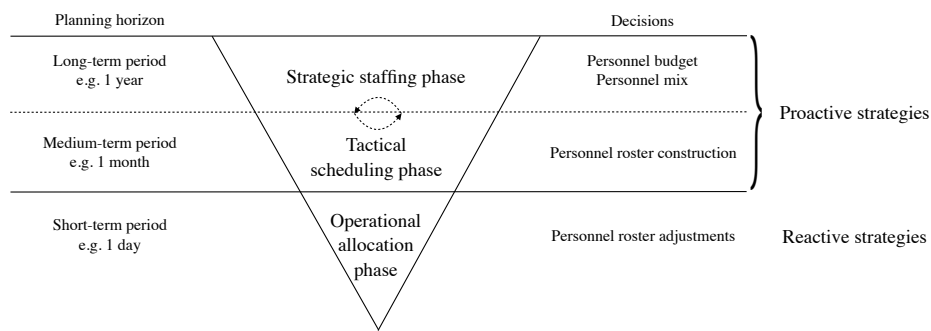 Planning horizon
Decisions
Long-term period
e.g. 1 year
Strategic staffing phase
Personnel budget
Personnel mix
Proactive strategies
Medium-term period
e.g. 1 month
Tactical
scheduling phase
Personnel roster construction
Short-term period
e.g. 1 day
Operational
allocation
phase
Personnel roster adjustments
Reactive strategies